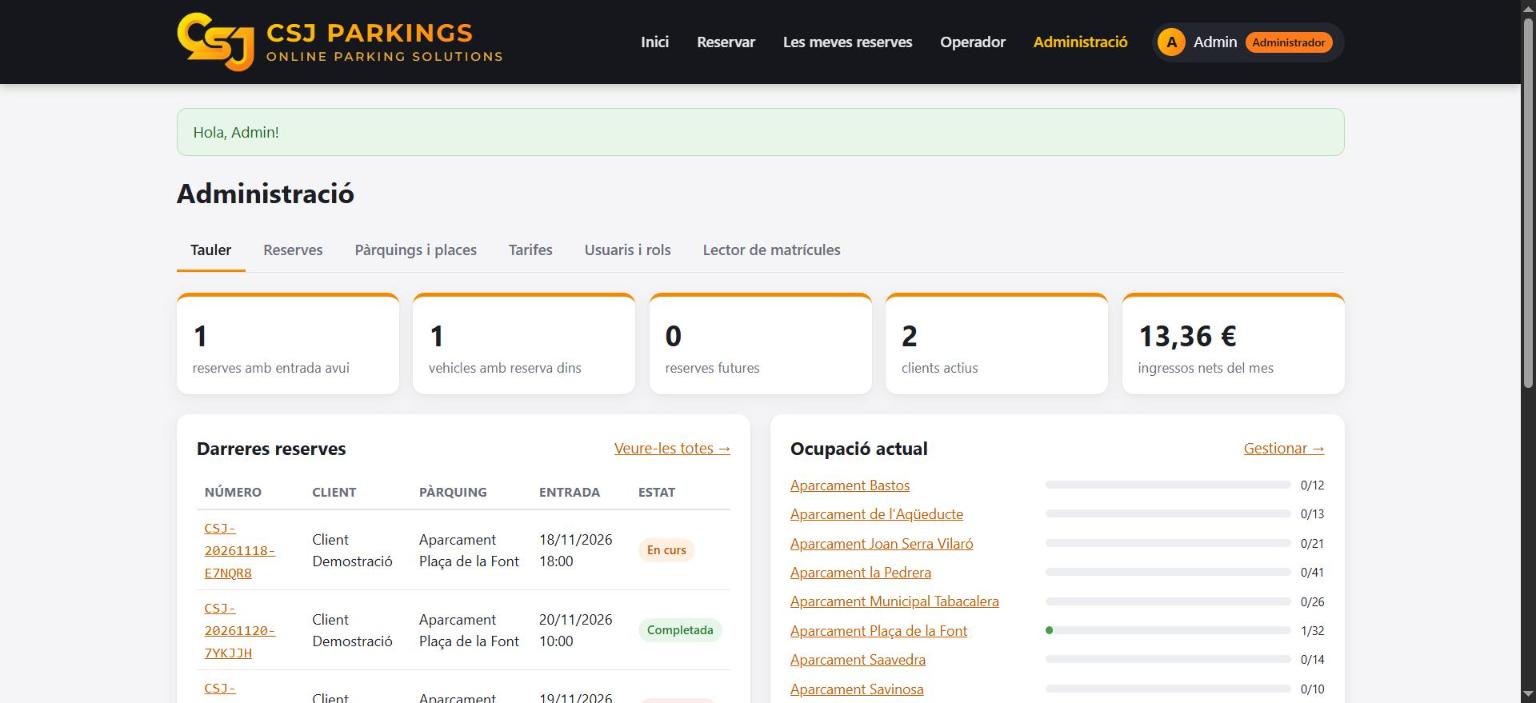 CSJ
CSJ PARKINGS
ONLINE PARKING SOLUTIONS
Inici
Reservar
Les meves reserves
Operador
Administració
A
Admin
Administrador
Hola, Admin!
Administració
Tauler
Reserves
Pàrquings i places
Tarifes
Usuaris i rols
Lector de matrícules
1
reserves amb entrada avui
1
vehicles amb reserva dins
0
reserves futures
2
clients actius
13,36 €
ingressos nets del mes
Darreres reserves
Veure-les totes →
NÚMERO CLIENT PÀRQUING ENTRADA ESTAT
CSJ-
20261118-
E7NQR8
Client
Demostració
Aparcament
Plaça de la Font
18/11/2026
18:00
En curs
CSJ-
20261120-
7YKJJH
Client
Demostració
Aparcament
Plaça de la Font
20/11/2026
10:00
Completada
CSJ-
Client
Aparcament
19/11/2026
Ocupació actual
Gestionar →
Aparcament Bastos 0/12
Aparcament de l'Aqüeducte 0/13
Aparcament Joan Serra Vilaró 0/21
Aparcament la Pedrera 0/41
Aparcament Municipal Tabacalera 0/26
Aparcament Plaça de la Font 1/32
Aparcament Saavedra 0/14
Aparcament Savinosa 0/10